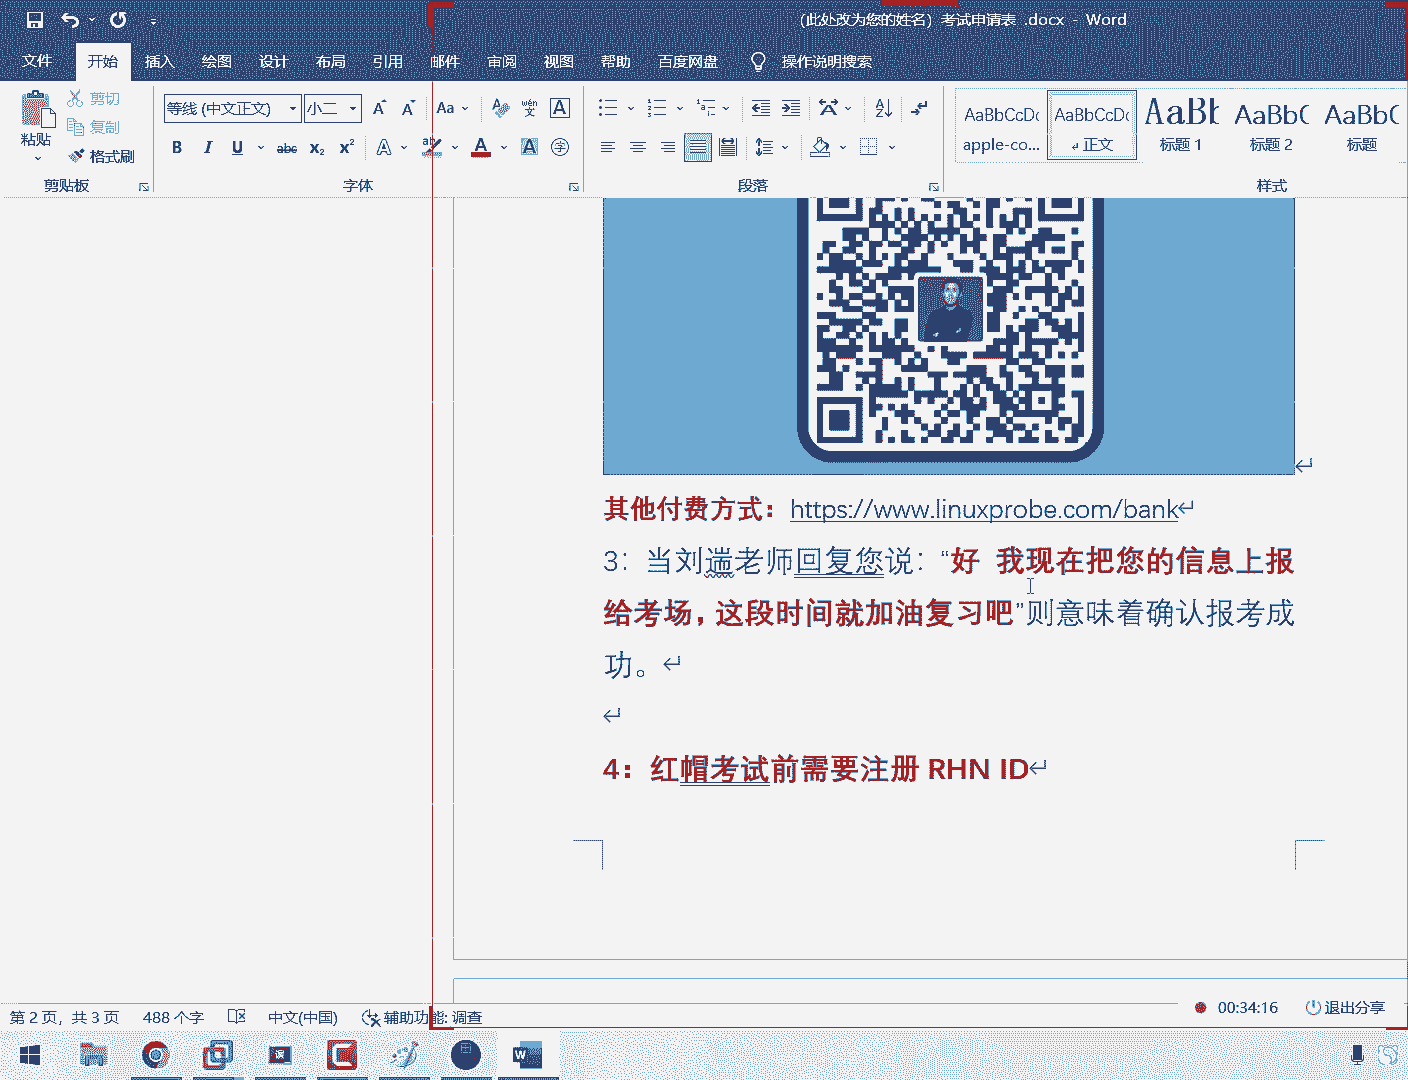 (此处改为您的姓名）考试申请表 .docx - Word
文件 开始 插入 绘图 设计 布局 引用 邮件 审阅 视图 帮助 百度网盘 操作说明搜索
粘贴
剪切
复制
格式刷
剪贴板
等线 (中文正文) 小二 A A Aa wén 文 A
B I U abc x₂ x² A A A 字
字体
段落
AaBbCcDc AaBbCcDc AaBb AaBbC AaBbC
apple-co... 正文 标题 1 标题 2 标题
样式
其他付费方式：https://www.linuxprobe.com/bank
3：当刘遄老师回复您说：“好 我现在把您的信息上报
给考场，这段时间就加油复习吧”则意味着确认报考成
功。
4：红帽考试前需要注册 RHN ID
第 2 页，共 3 页 488 个字 中文(中国) 辅助功能: 调查
00:34:16 退出分享